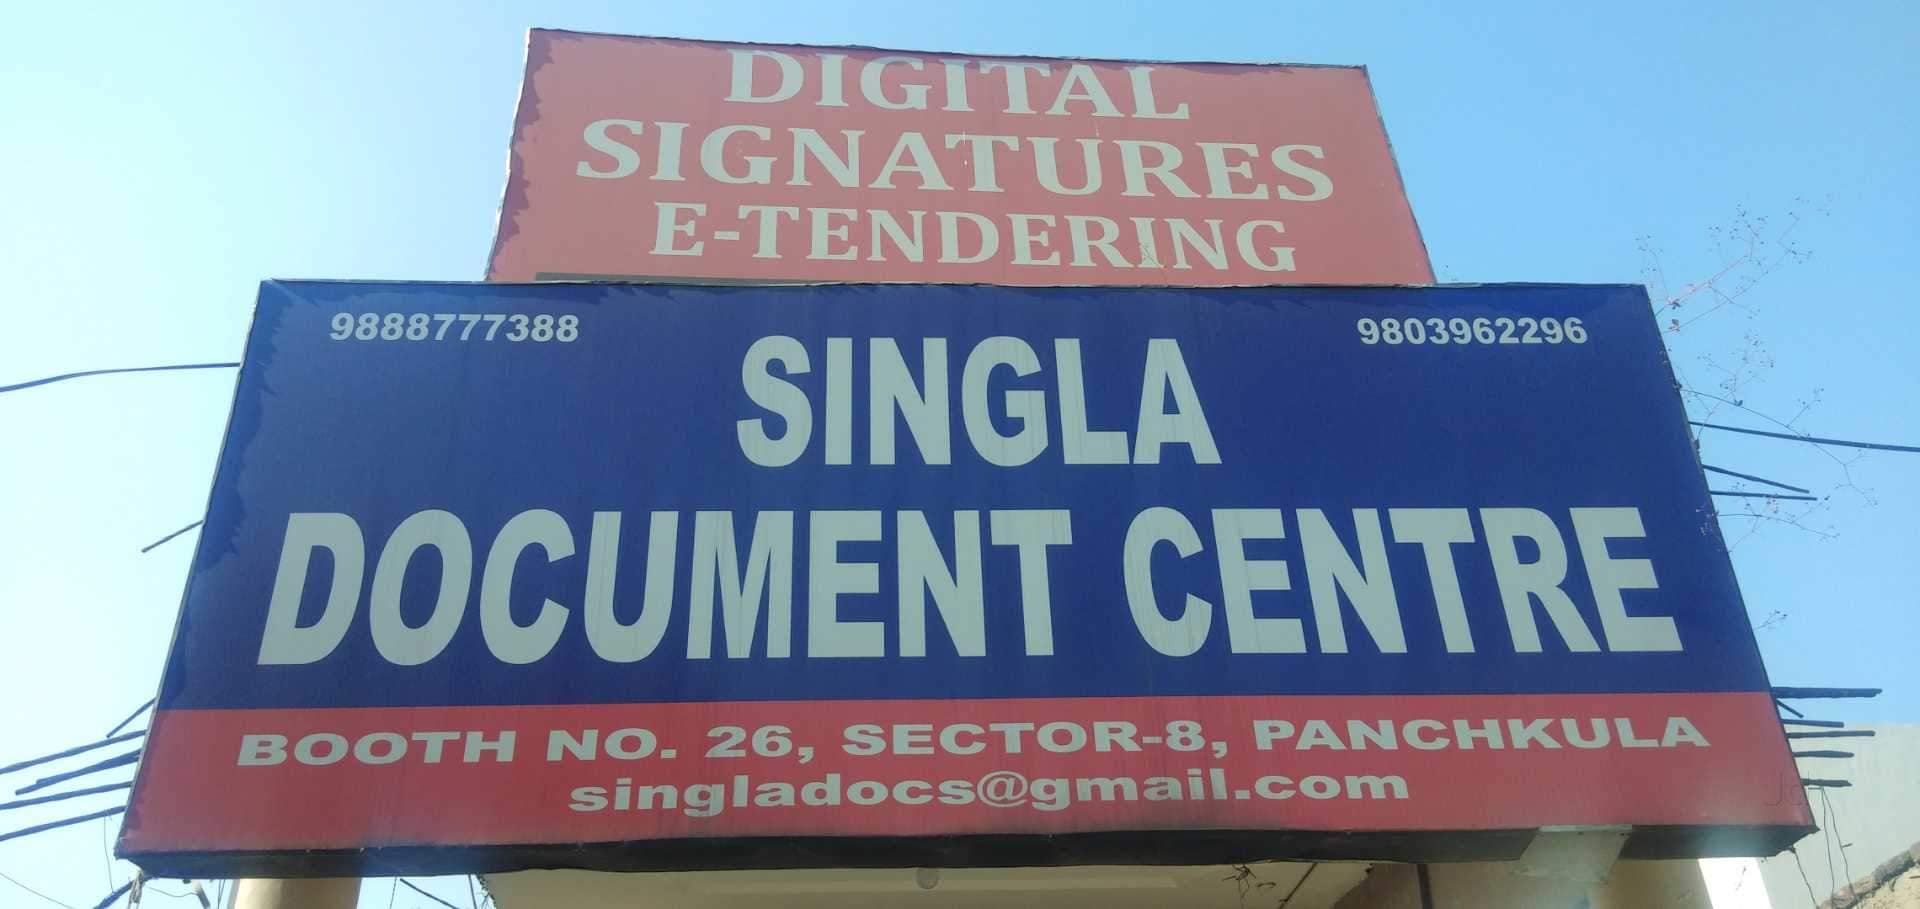 DIGITAL
SIGNATURES
E-TENDERING
9888777388
9803962296
SINGLA
DOCUMENT CENTRE
BOOTH NO. 26, SECTOR-8, PANCHKULA
singladocs@gmail.com